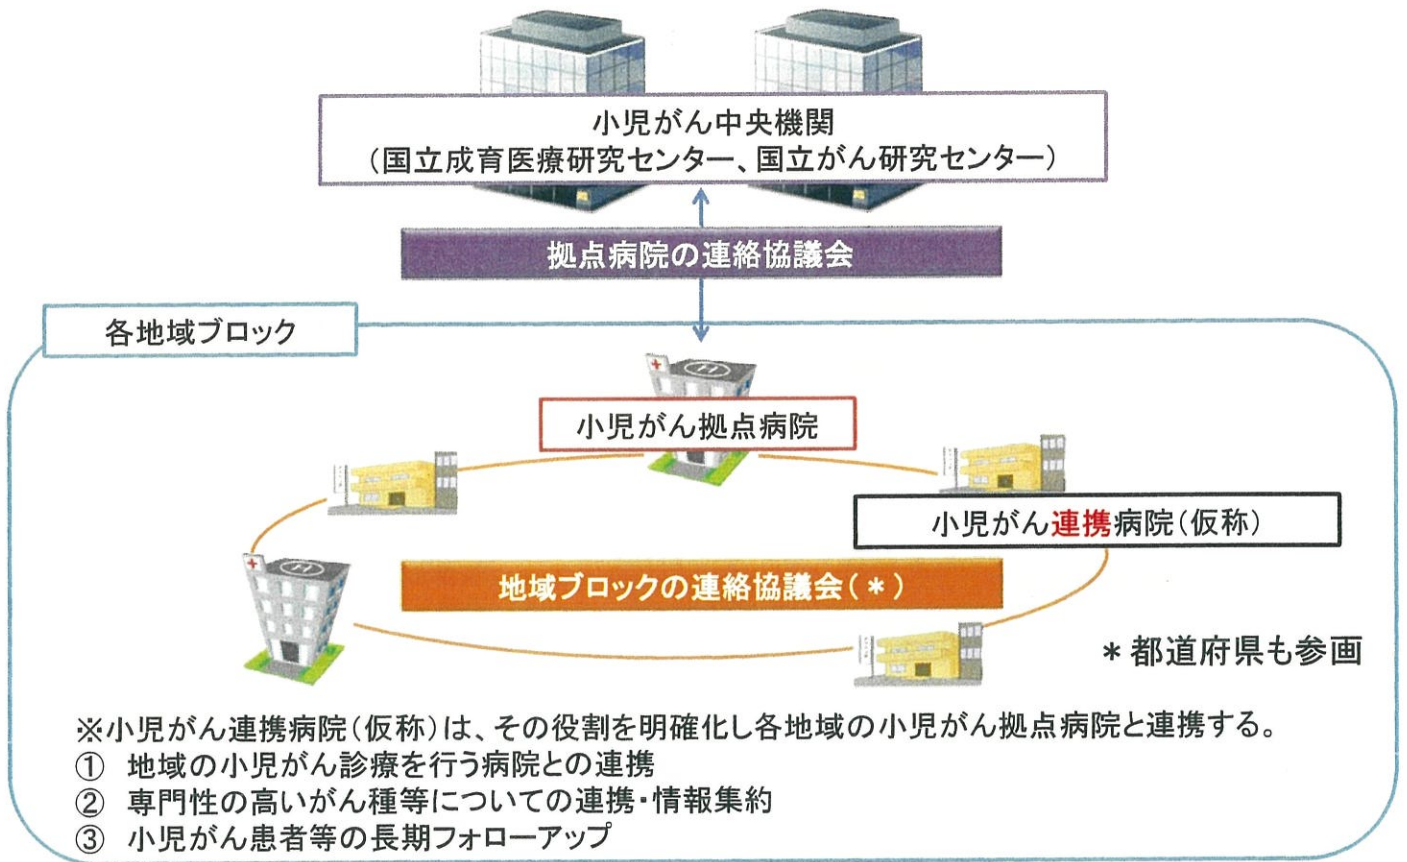 小児がん中央機関
(国立成育医療研究センター、国立がん研究センター)
拠点病院の連絡協議会
各地域ブロック
小児がん拠点病院
小児がん連携病院(仮称)
地域ブロックの連絡協議会(*)
*都道府県も参画
※小児がん連携病院(仮称)は、その役割を明確化し各地域の小児がん拠点病院と連携する。
① 地域の小児がん診療を行う病院との連携
② 専門性の高いがん種等についての連携・情報集約
③ 小児がん患者等の長期フォローアップ